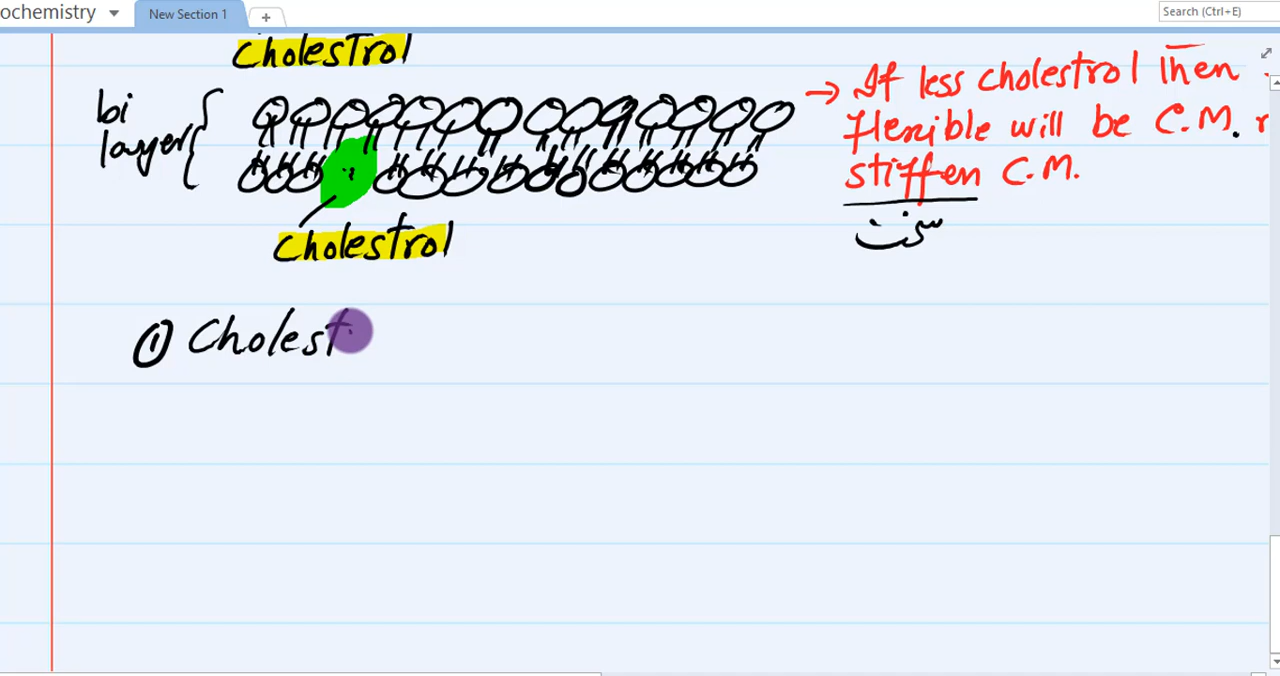 ochemistry
New Section 1
Search (Ctrl+E)
Cholestrol
bi
layer
Cholestrol
→ If less cholestrol Then
flexible will be C.M.
stiffen C.M.
سخت
① Cholest